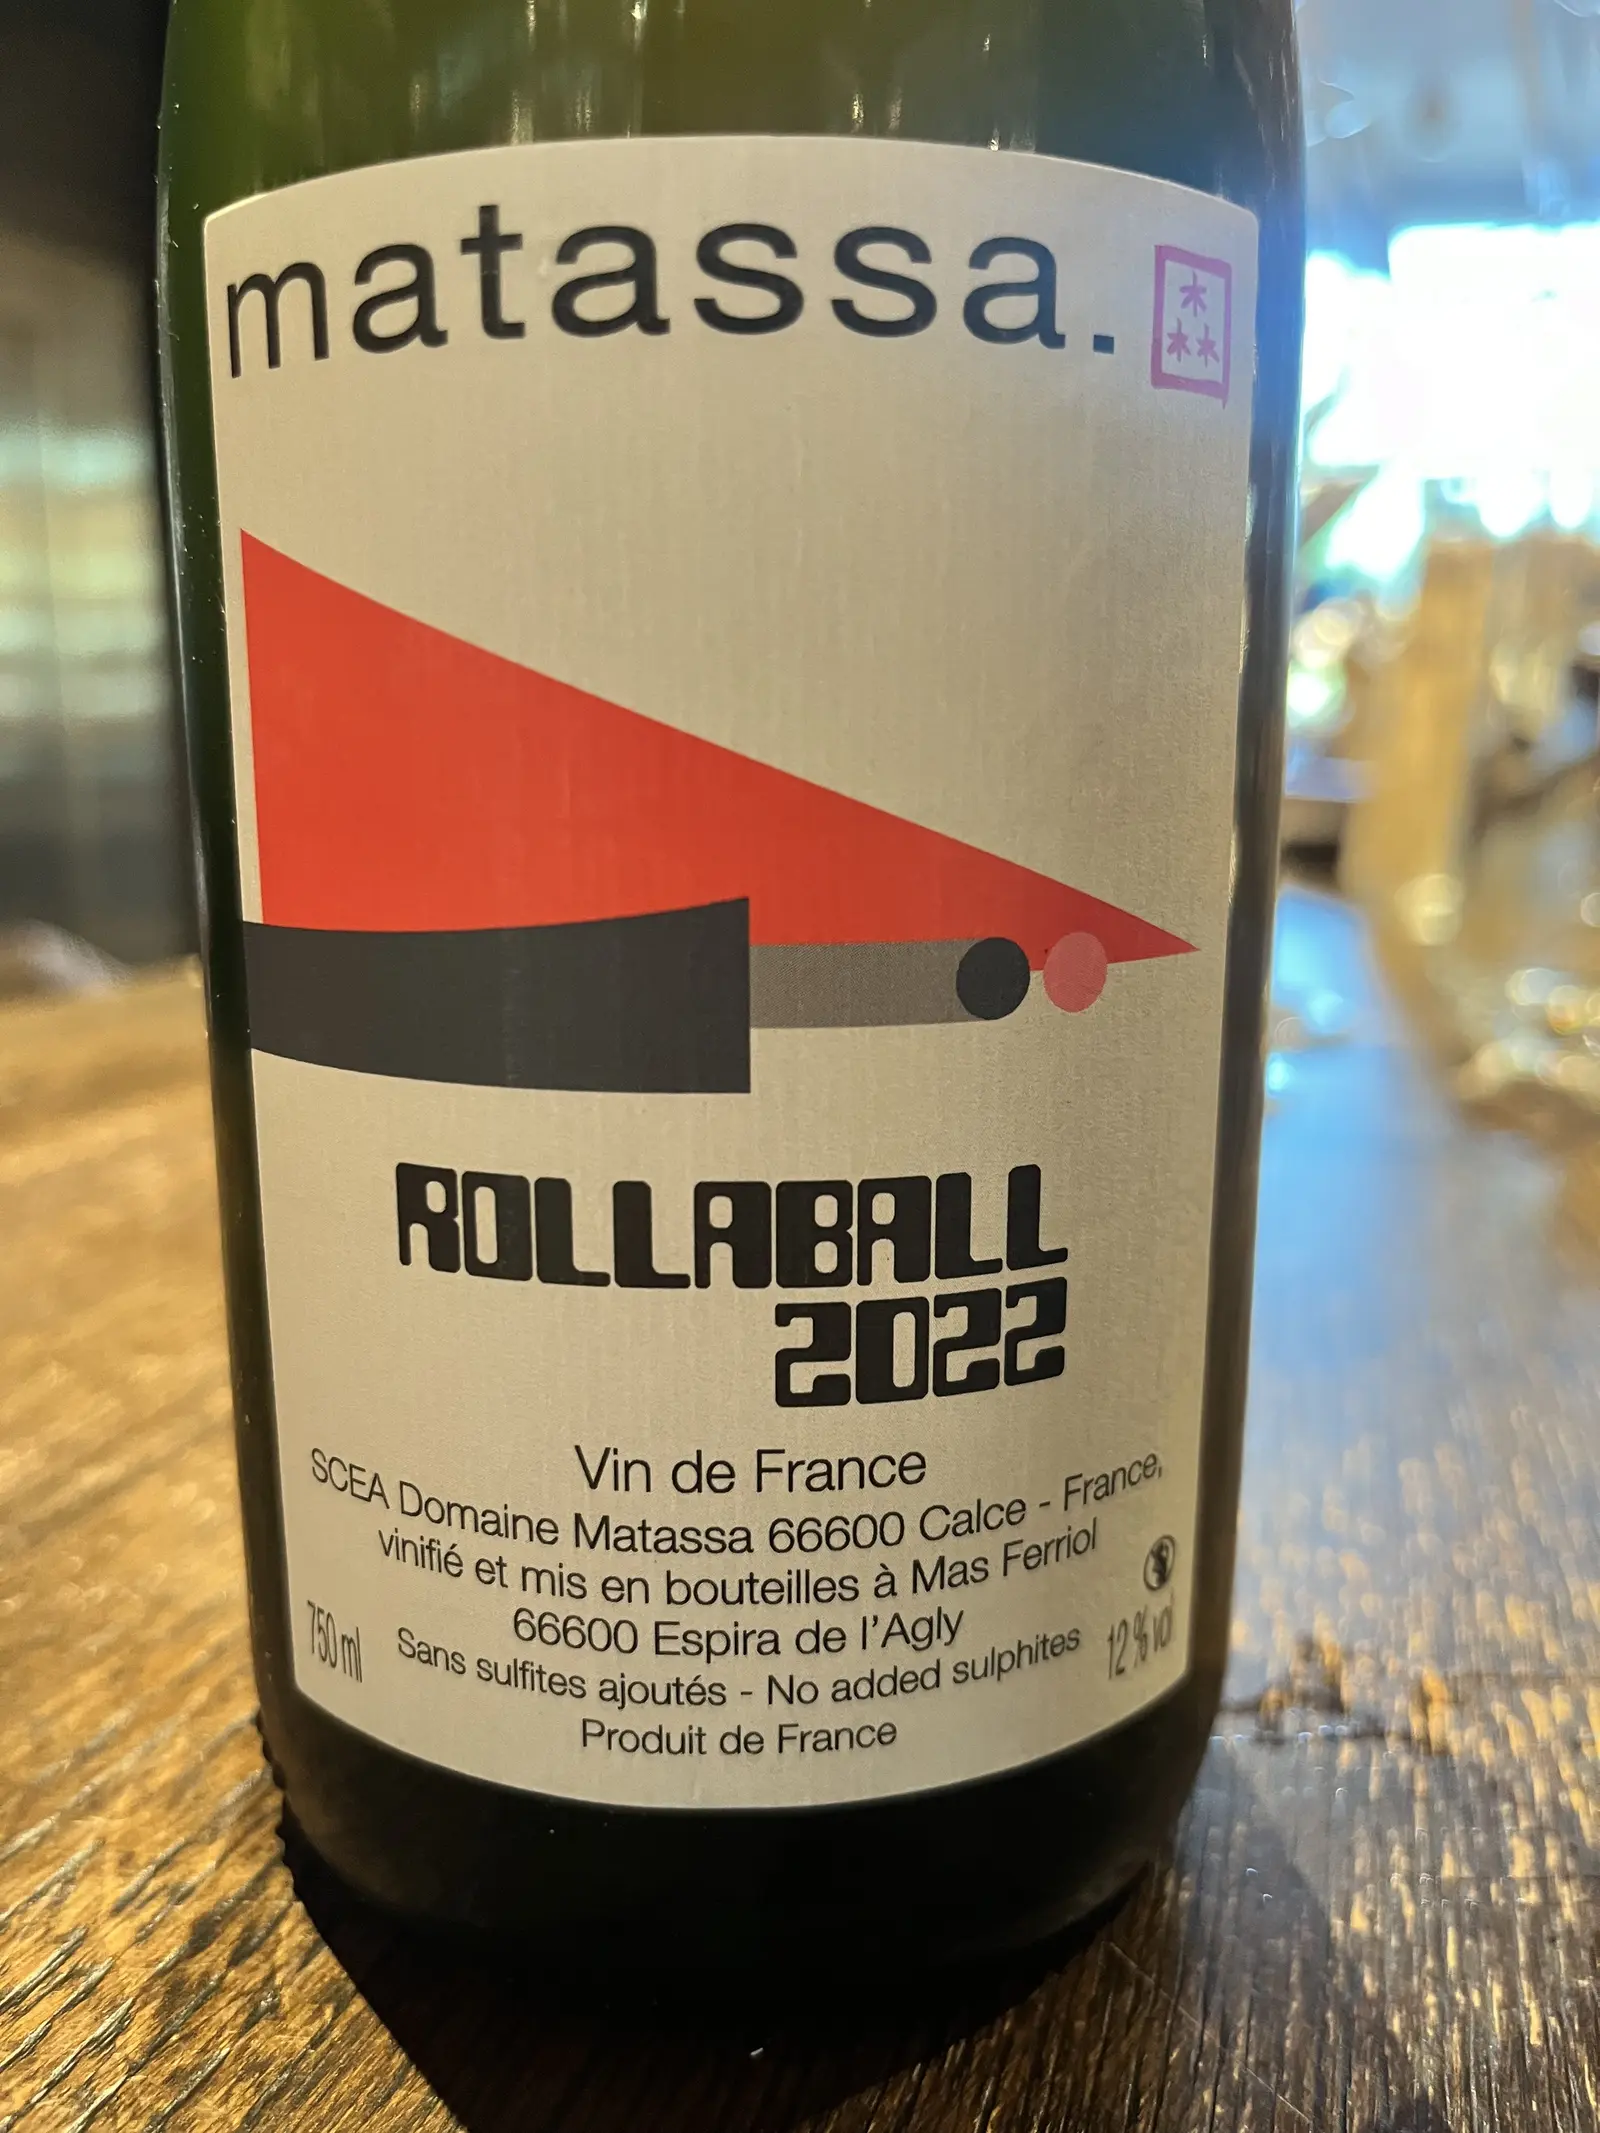 matassa.
ROLLABALL
2022
Vin de France
SCEA Domaine Matassa 66600 Calce - France,
vinifié et mis en bouteilles à Mas Ferriol
66600 Espira de l'Agly
750 ml
Sans sulfites ajoutés - No added sulphites
12 % vol
Produit de France